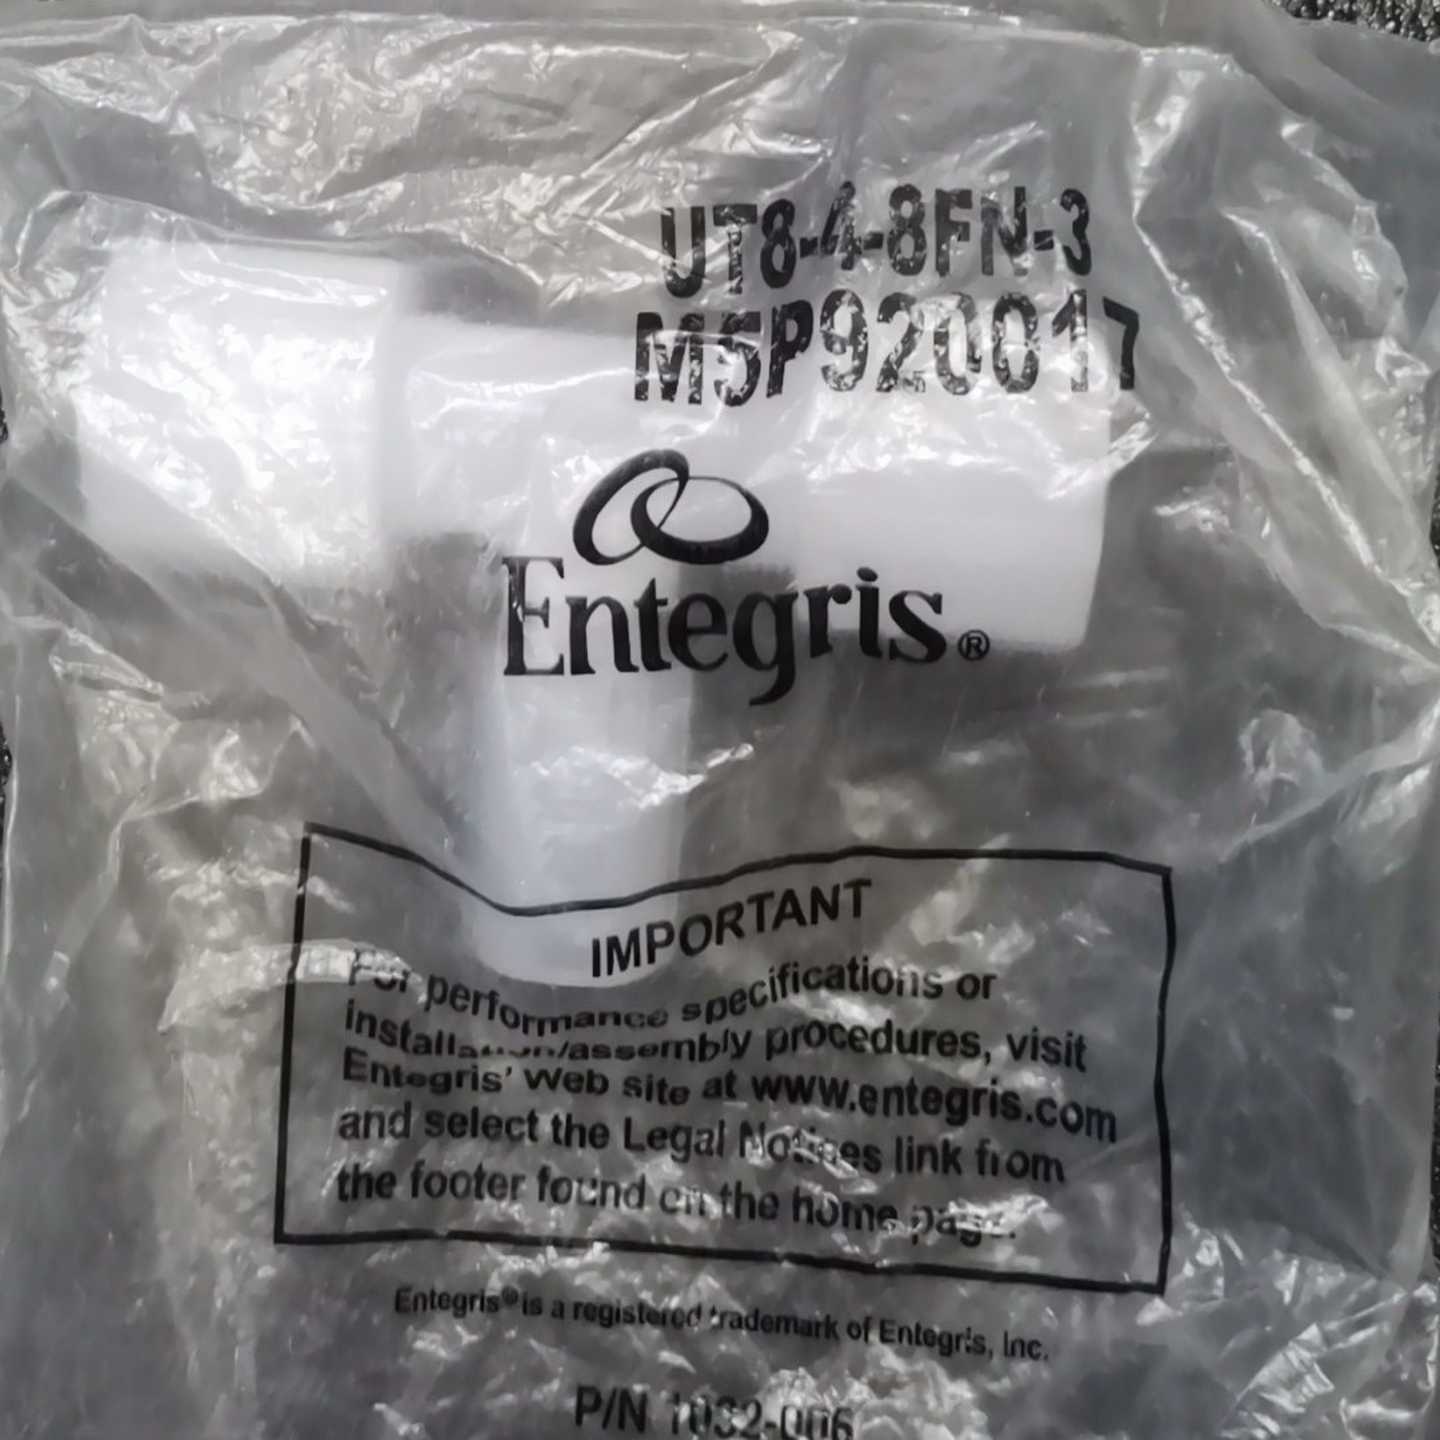 UT8-4-8FN-3
M5P920017
Entegris®
IMPORTANT
For performance specifications or
installation/assembly procedures, visit
Entegris' Web site at www.entegris.com
and select the Legal Notices link from
the footer found on the home page.
Entegris® is a registered trademark of Entegris, Inc.
P/N 1032-006